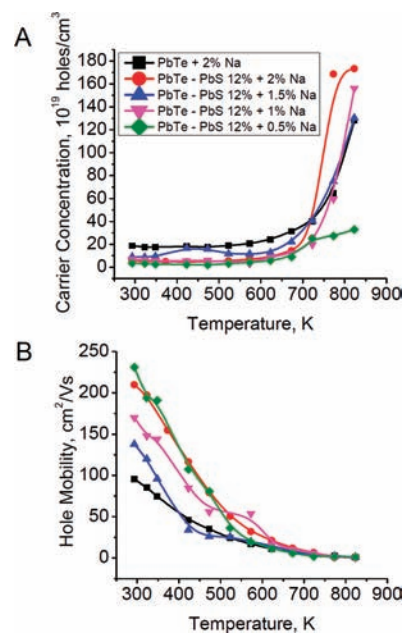 A
Carrier Concentration, 10¹⁹ holes/cm³
180
160
140
120
100
80
60
40
20
0
PbTe + 2% Na
PbTe - PbS 12% + 2% Na
PbTe - PbS 12% + 1.5% Na
PbTe - PbS 12% + 1% Na
PbTe - PbS 12% + 0.5% Na
300 400 500 600 700 800 900
Temperature, K
B
Hole Mobility, cm²/Vs
250
200
150
100
50
0
300 400 500 600 700 800 900
Temperature, K